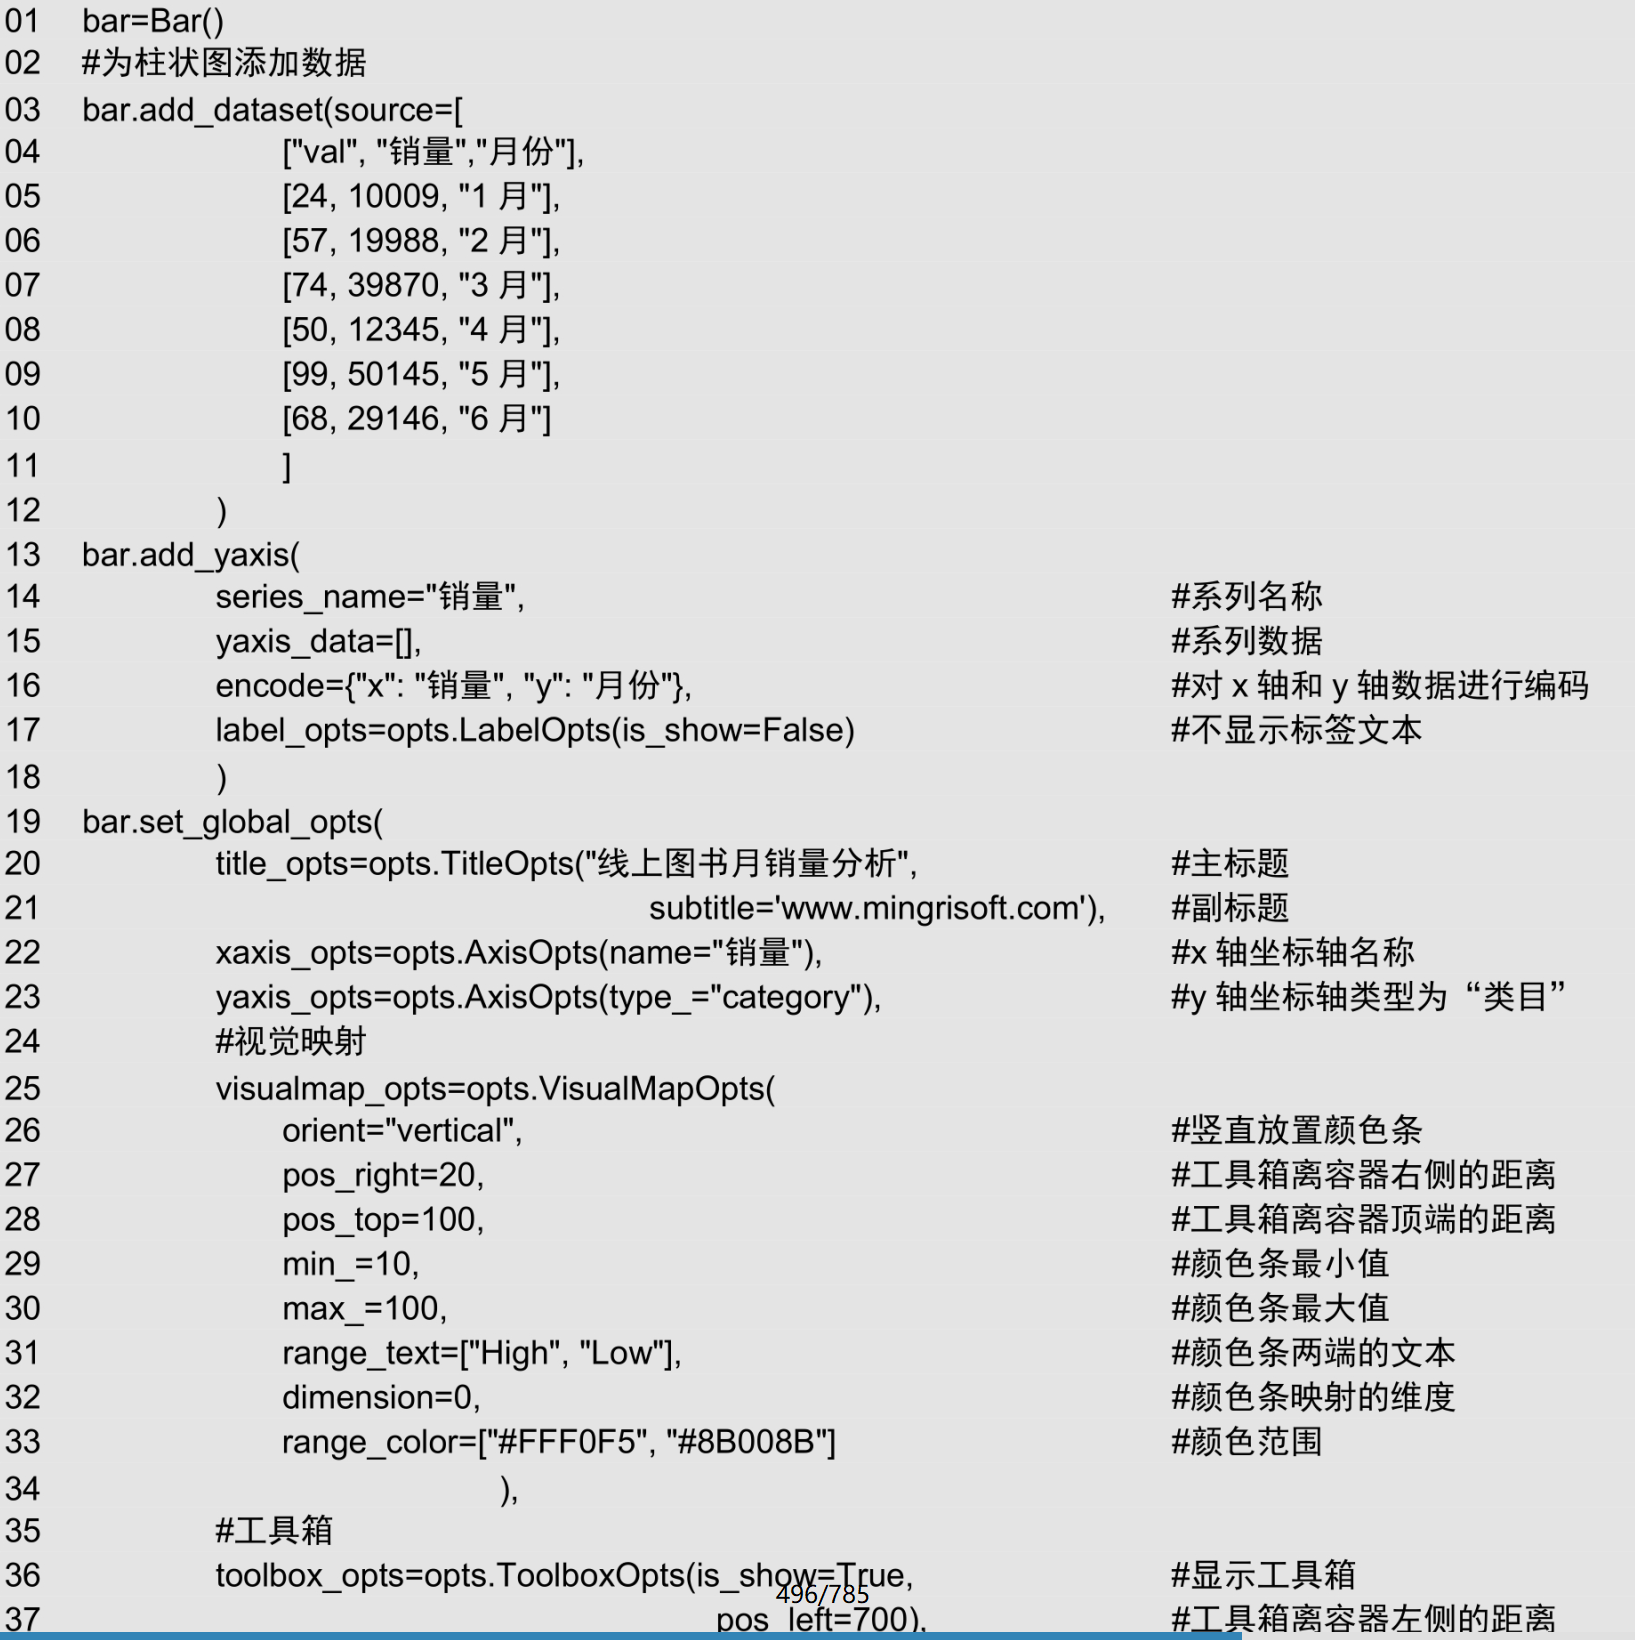 01 bar=Bar()
02 #为柱状图添加数据
03 bar.add_dataset(source=[
04 ["val", "销量","月份"],
05 [24, 10009, "1 月"],
06 [57, 19988, "2 月"],
07 [74, 39870, "3 月"],
08 [50, 12345, "4 月"],
09 [99, 50145, "5 月"],
10 [68, 29146, "6 月"]
11 ]
12 )
13 bar.add_yaxis(
14 series_name="销量", #系列名称
15 yaxis_data=[], #系列数据
16 encode={"x": "销量", "y": "月份"}, #对 x 轴和 y 轴数据进行编码
17 label_opts=opts.LabelOpts(is_show=False) #不显示标签文本
18 )
19 bar.set_global_opts(
20 title_opts=opts.TitleOpts("线上图书月销量分析", #主标题
21 subtitle='www.mingrisoft.com'), #副标题
22 xaxis_opts=opts.AxisOpts(name="销量"), #x 轴坐标轴名称
23 yaxis_opts=opts.AxisOpts(type_="category"), #y 轴坐标轴类型为“类目”
24 #视觉映射
25 visualmap_opts=opts.VisualMapOpts(
26 orient="vertical", #竖直放置颜色条
27 pos_right=20, #工具箱离容器右侧的距离
28 pos_top=100, #工具箱离容器顶端的距离
29 min_=10, #颜色条最小值
30 max_=100, #颜色条最大值
31 range_text=["High", "Low"], #颜色条两端的文本
32 dimension=0, #颜色条映射的维度
33 range_color=["#FFF0F5", "#8B008B"] #颜色范围
34 ),
35 #工具箱
36 toolbox_opts=opts.ToolboxOpts(is_show=True, #显示工具箱
496/785
37 pos_left=700), #工具箱离容器左侧的距离